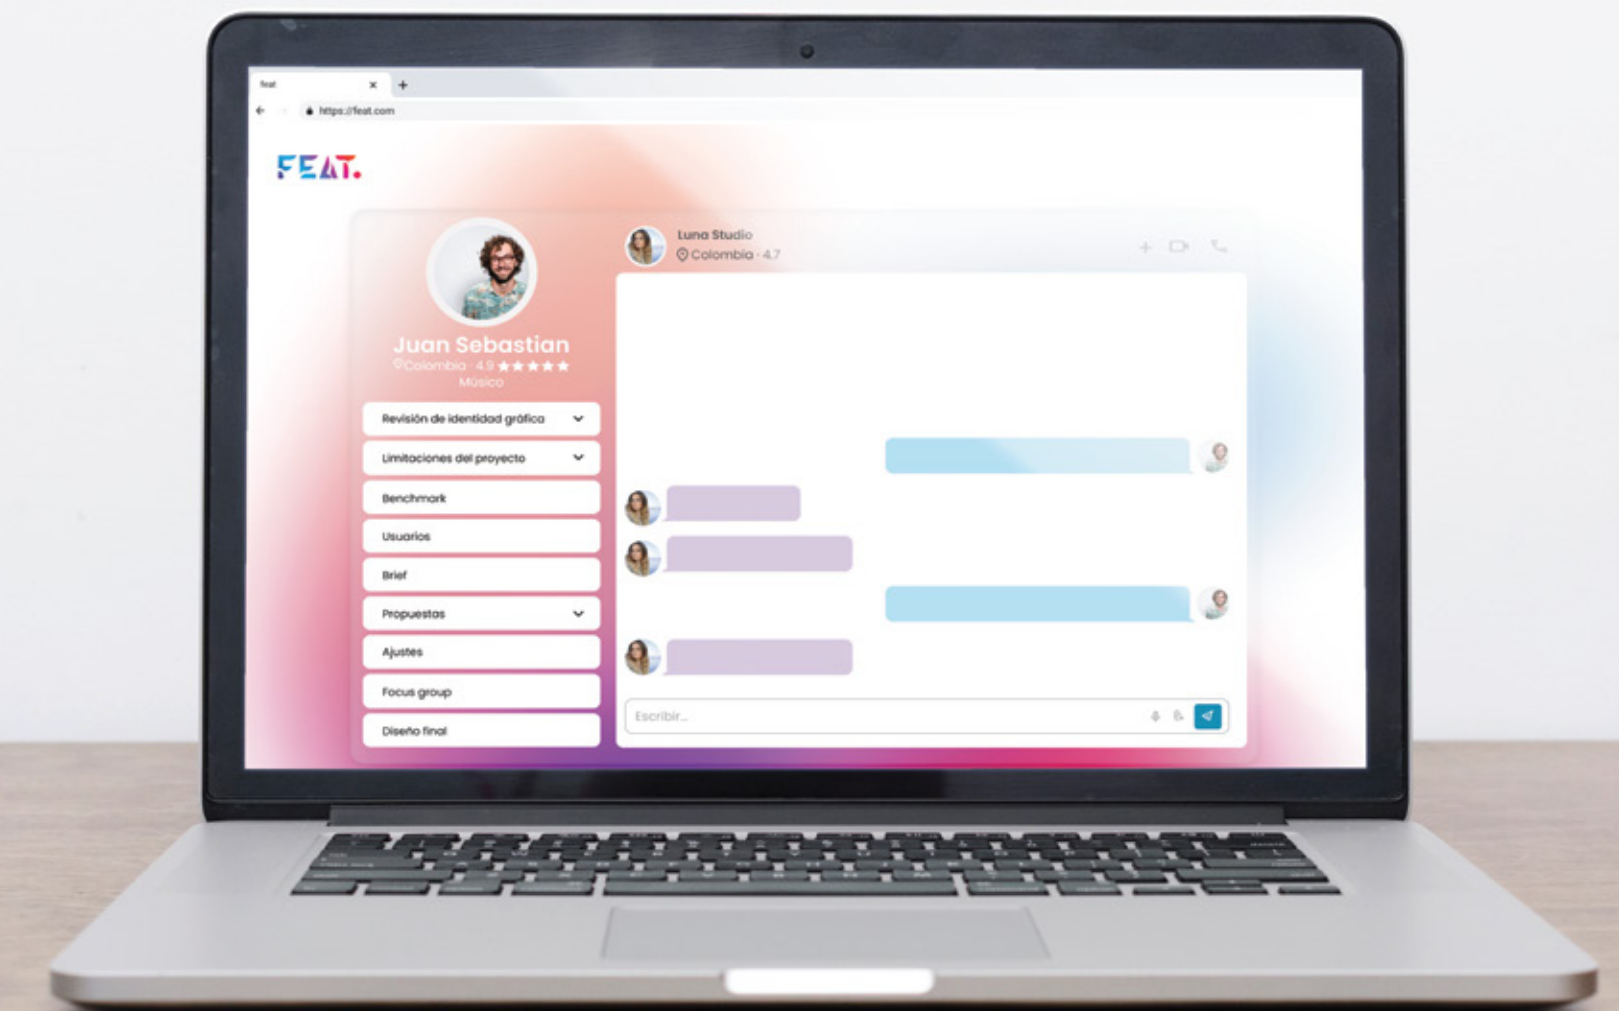 feat
https://feat.com
FEAT.
Juan Sebastian
Colombia · 4.9
Músico
Revisión de identidad gráfica
Limitaciones del proyecto
Benchmark
Usuarios
Brief
Propuestas
Ajustes
Focus group
Diseño final
Luna Studio
Colombia · 4.7
Escribir...